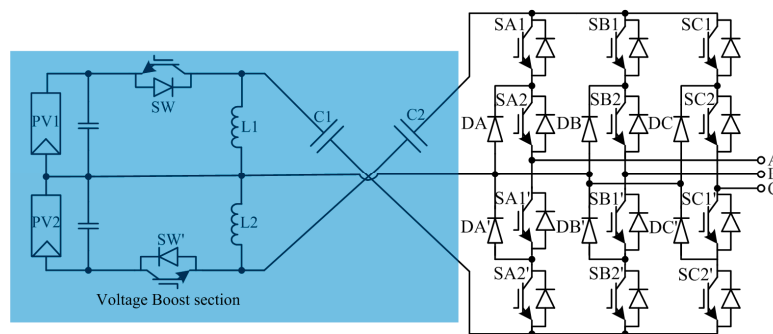 SA1 SB1 SC1
SW
SA2 SB2 SC2
PV1 L1 C1 C2 DA DB DC
A
C
SA1' SB1' SC1'
PV2 L2 DA' DB' DC'
SW'
SA2' SB2' SC2'
Voltage Boost section